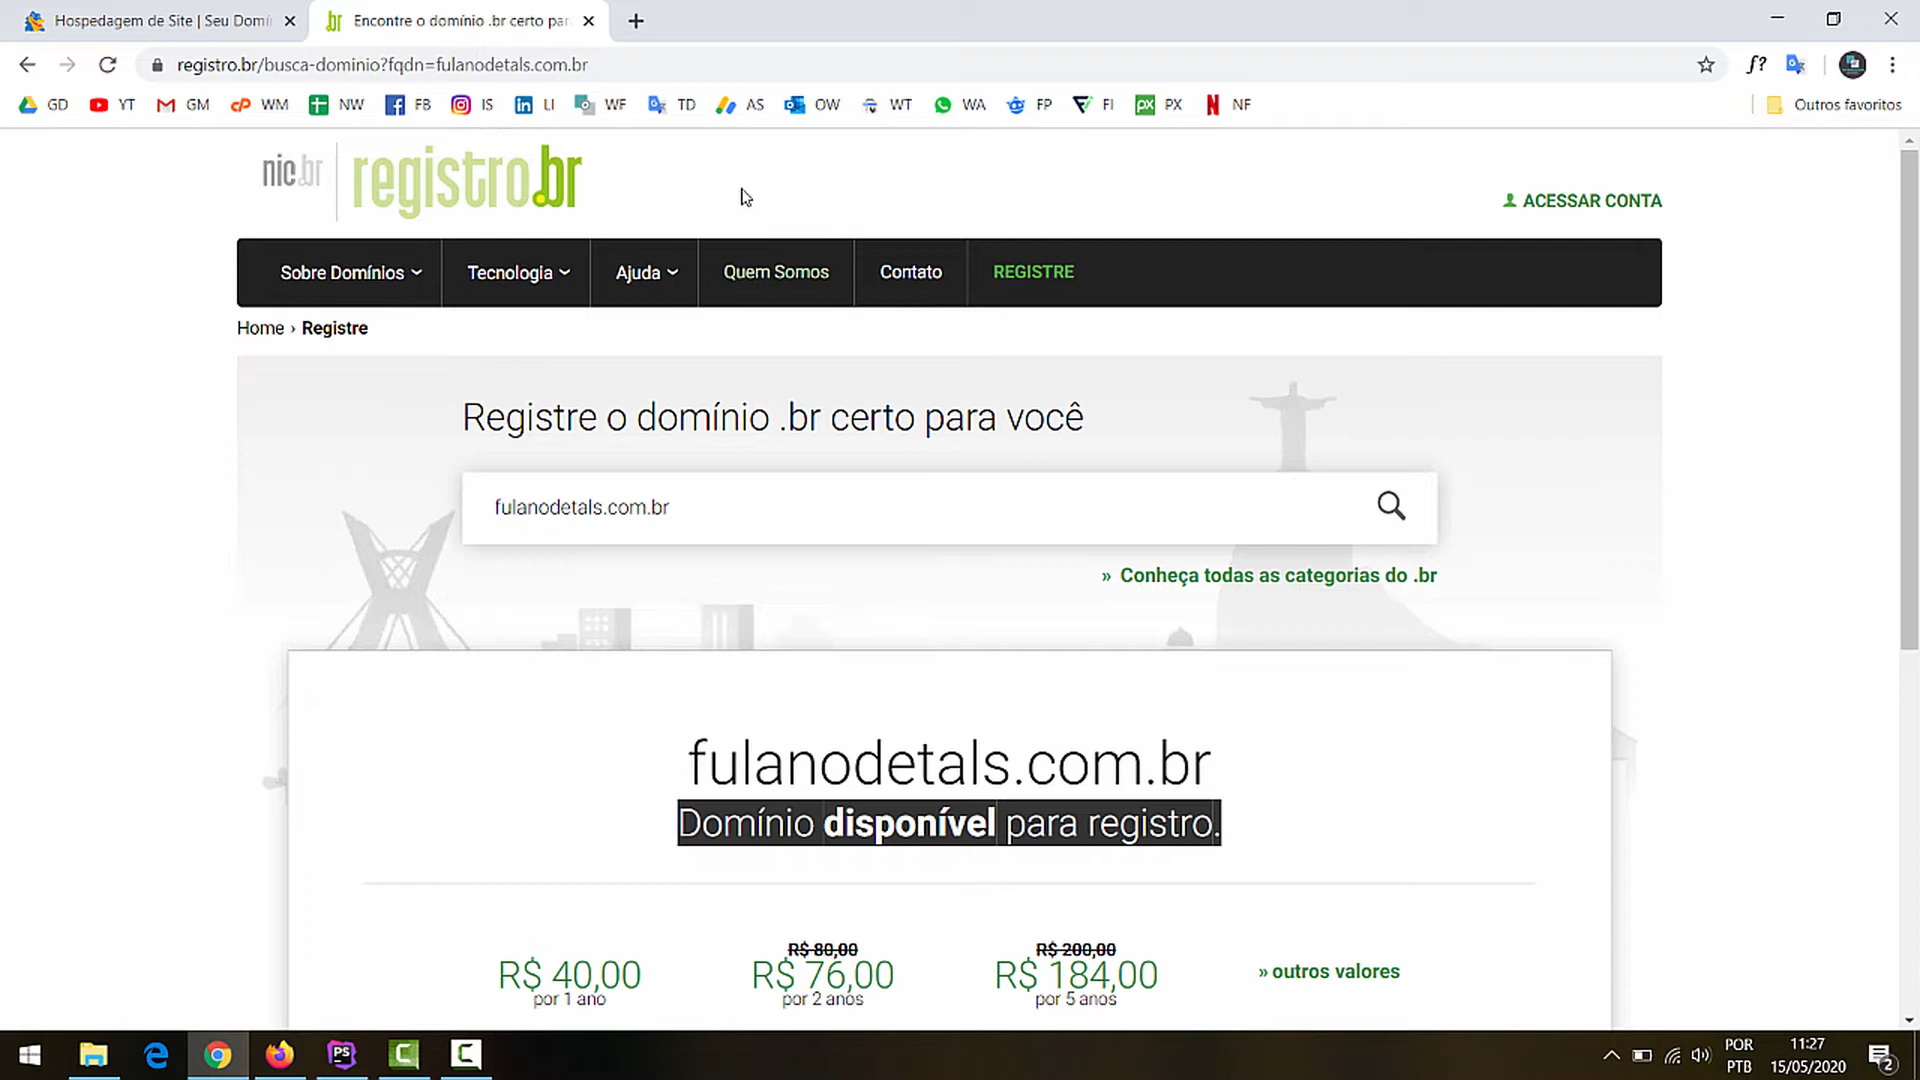 Hospedagem de Site | Seu Domí
Encontre o domínio .br certo par
registro.br/busca-dominio?fqdn=fulanodetals.com.br
f?
GD YT GM WM NW FB IS LI WF TD AS OW WT WA FP FI PX NF Outros favoritos
nic.br registro.br
ACESSAR CONTA
Sobre Domínios Tecnologia Ajuda Quem Somos Contato REGISTRE
Home › Registre
Registre o domínio .br certo para você
fulanodetals.com.br
» Conheça todas as categorias do .br
fulanodetals.com.br
Domínio disponível para registro.
R$ 80,00 R$ 200,00
R$ 40,00 R$ 76,00 R$ 184,00 » outros valores
por 1 ano por 2 anos por 5 anos
POR 11:27
PTB 15/05/2020 2